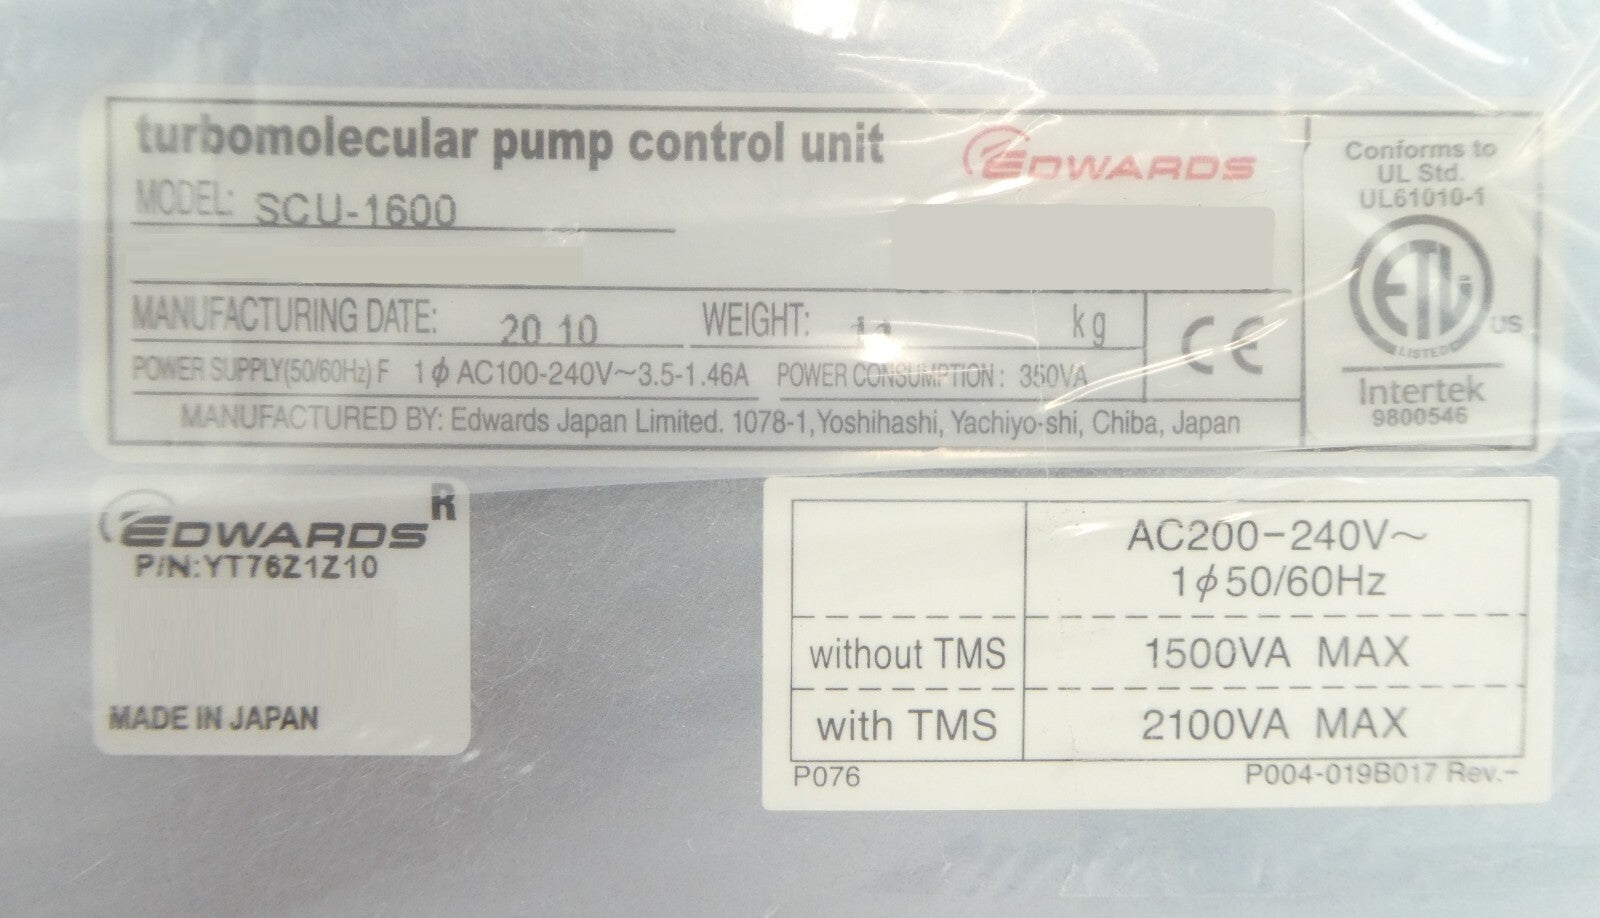 turbomolecular pump control unit
EDWARDS
MODEL: SCU-1600
MANUFACTURING DATE: 20.10 WEIGHT: 11 kg
POWER SUPPLY(50/60Hz) F 1ϕ AC100-240V～3.5-1.46A POWER CONSUMPTION : 350VA
CE
MANUFACTURED BY: Edwards Japan Limited. 1078-1, Yoshihashi, Yachiyo-shi, Chiba, Japan
Conforms to
UL Std.
UL61010-1
ETL
US
LISTED
Intertek
9800546
EDWARDS R
P/N:YT76Z1Z10
MADE IN JAPAN
AC200-240V～
1ϕ50/60Hz
without TMS 1500VA MAX
with TMS 2100VA MAX
P076 P004-019B017 Rev.-